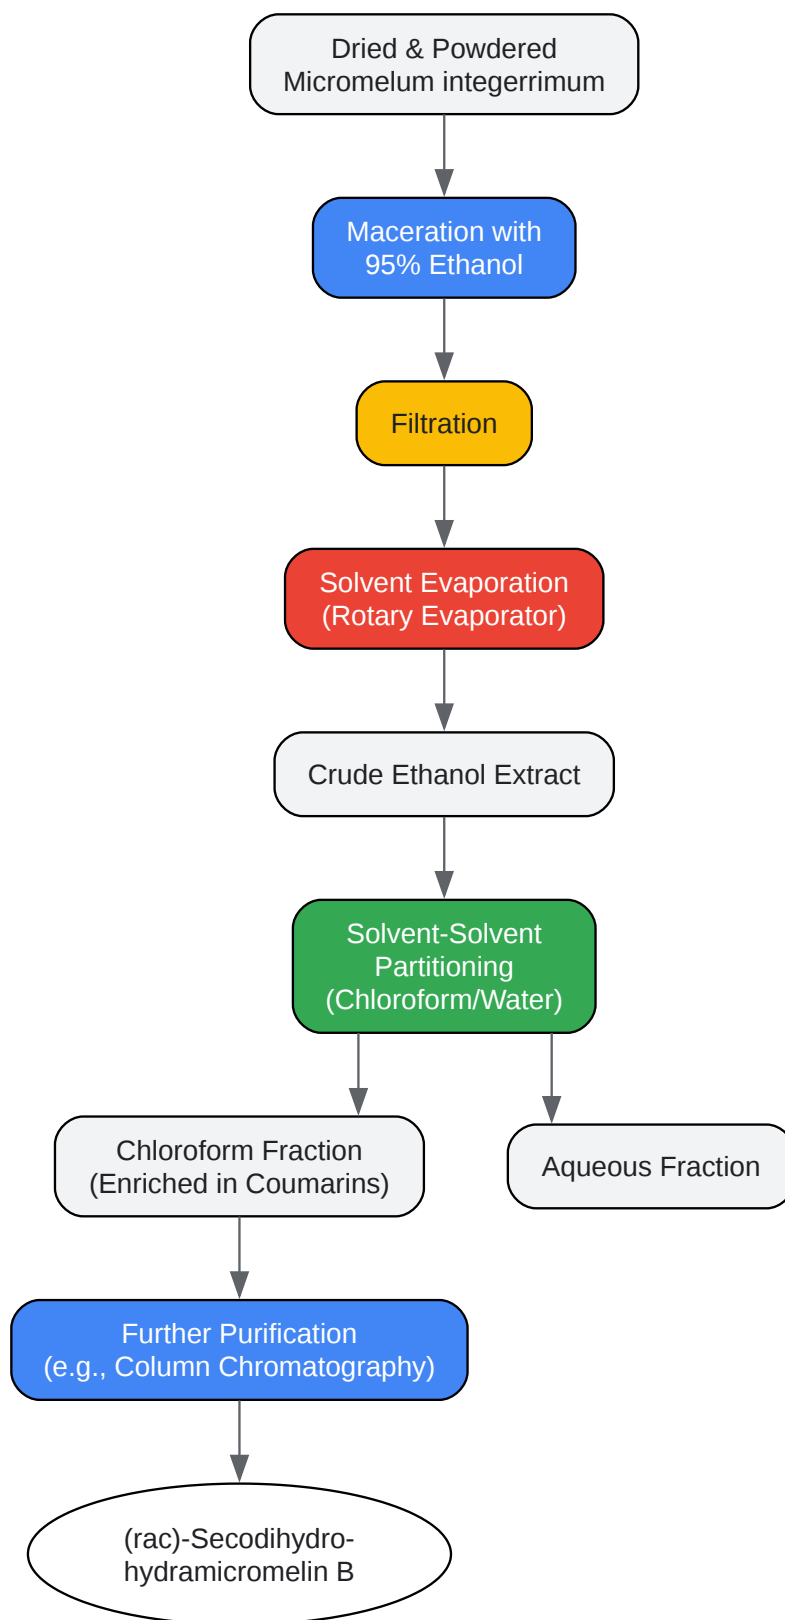 Dried & Powdered
Micromelum integerrimum
Maceration with
95% Ethanol
Filtration
Solvent Evaporation
(Rotary Evaporator)
Crude Ethanol Extract
Solvent-Solvent
Partitioning
(Chloroform/Water)
Chloroform Fraction
(Enriched in Coumarins)
Aqueous Fraction
Further Purification
(e.g., Column Chromatography)
(rac)-Secodihydro-
hydramicromelin B